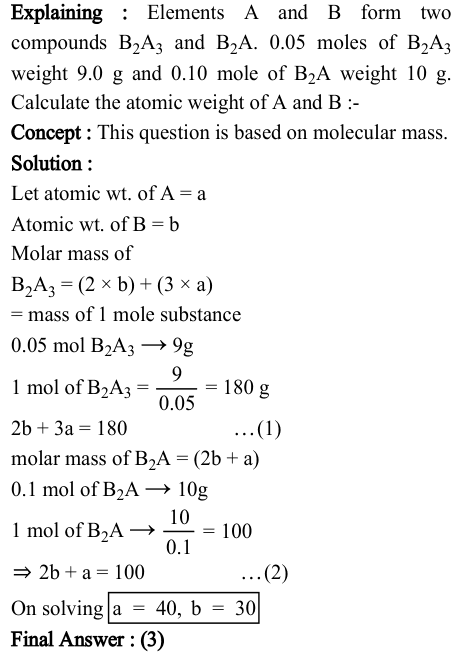 Explaining : Elements A and B form two
compounds B₂A₃ and B₂A. 0.05 moles of B₂A₃
weight 9.0 g and 0.10 mole of B₂A weight 10 g.
Calculate the atomic weight of A and B :-
Concept : This question is based on molecular mass.
Solution :
Let atomic wt. of A = a
Atomic wt. of B = b
Molar mass of
B₂A₃ = (2 × b) + (3 × a)
= mass of 1 mole substance
0.05 mol B₂A₃ ⟶ 9g
1 mol of B₂A₃ = 9/0.05 = 180 g
2b + 3a = 180 …(1)
molar mass of B₂A = (2b + a)
0.1 mol of B₂A ⟶ 10g
1 mol of B₂A ⟶ 10/0.1 = 100
⇒ 2b + a = 100 …(2)
On solving a = 40, b = 30
Final Answer : (3)